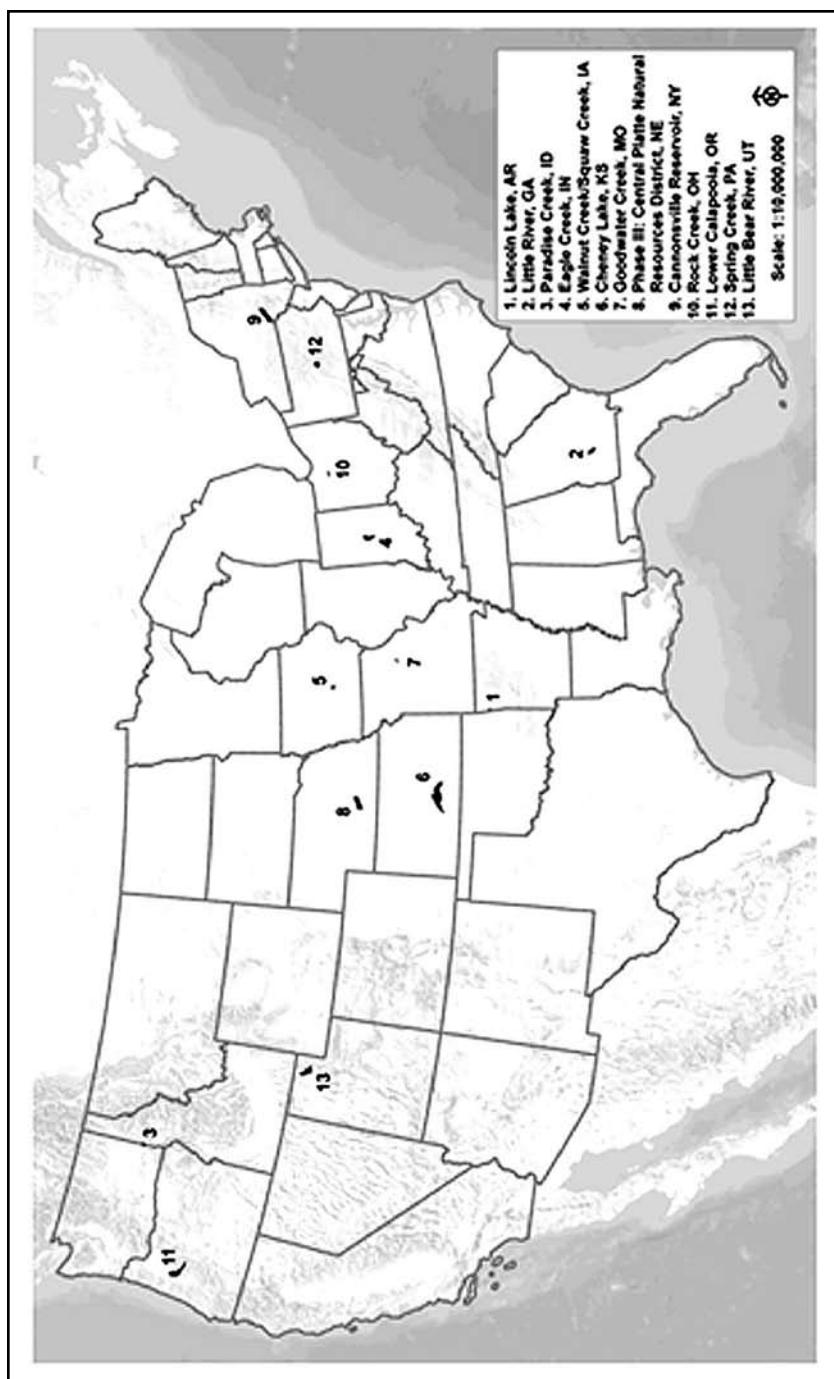 1. Lincoln Lake, AR
2. Little River, GA
3. Paradise Creek, ID
4. Eagle Creek, IN
5. Walnut Creek/Squaw Creek, IA
6. Cheney Lake, KS
7. Goodwater Creek, MO
8. Phase III: Central Platte Natural
Resources District, NE
9. Cannonsville Reservoir, NY
10. Rock Creek, OH
11. Lower Calapooia, OR
12. Spring Creek, PA
13. Little Bear River, UT
Scale: 1:10,000,000
11
3
13
8
6
5
7
1
4
10
2
12
9